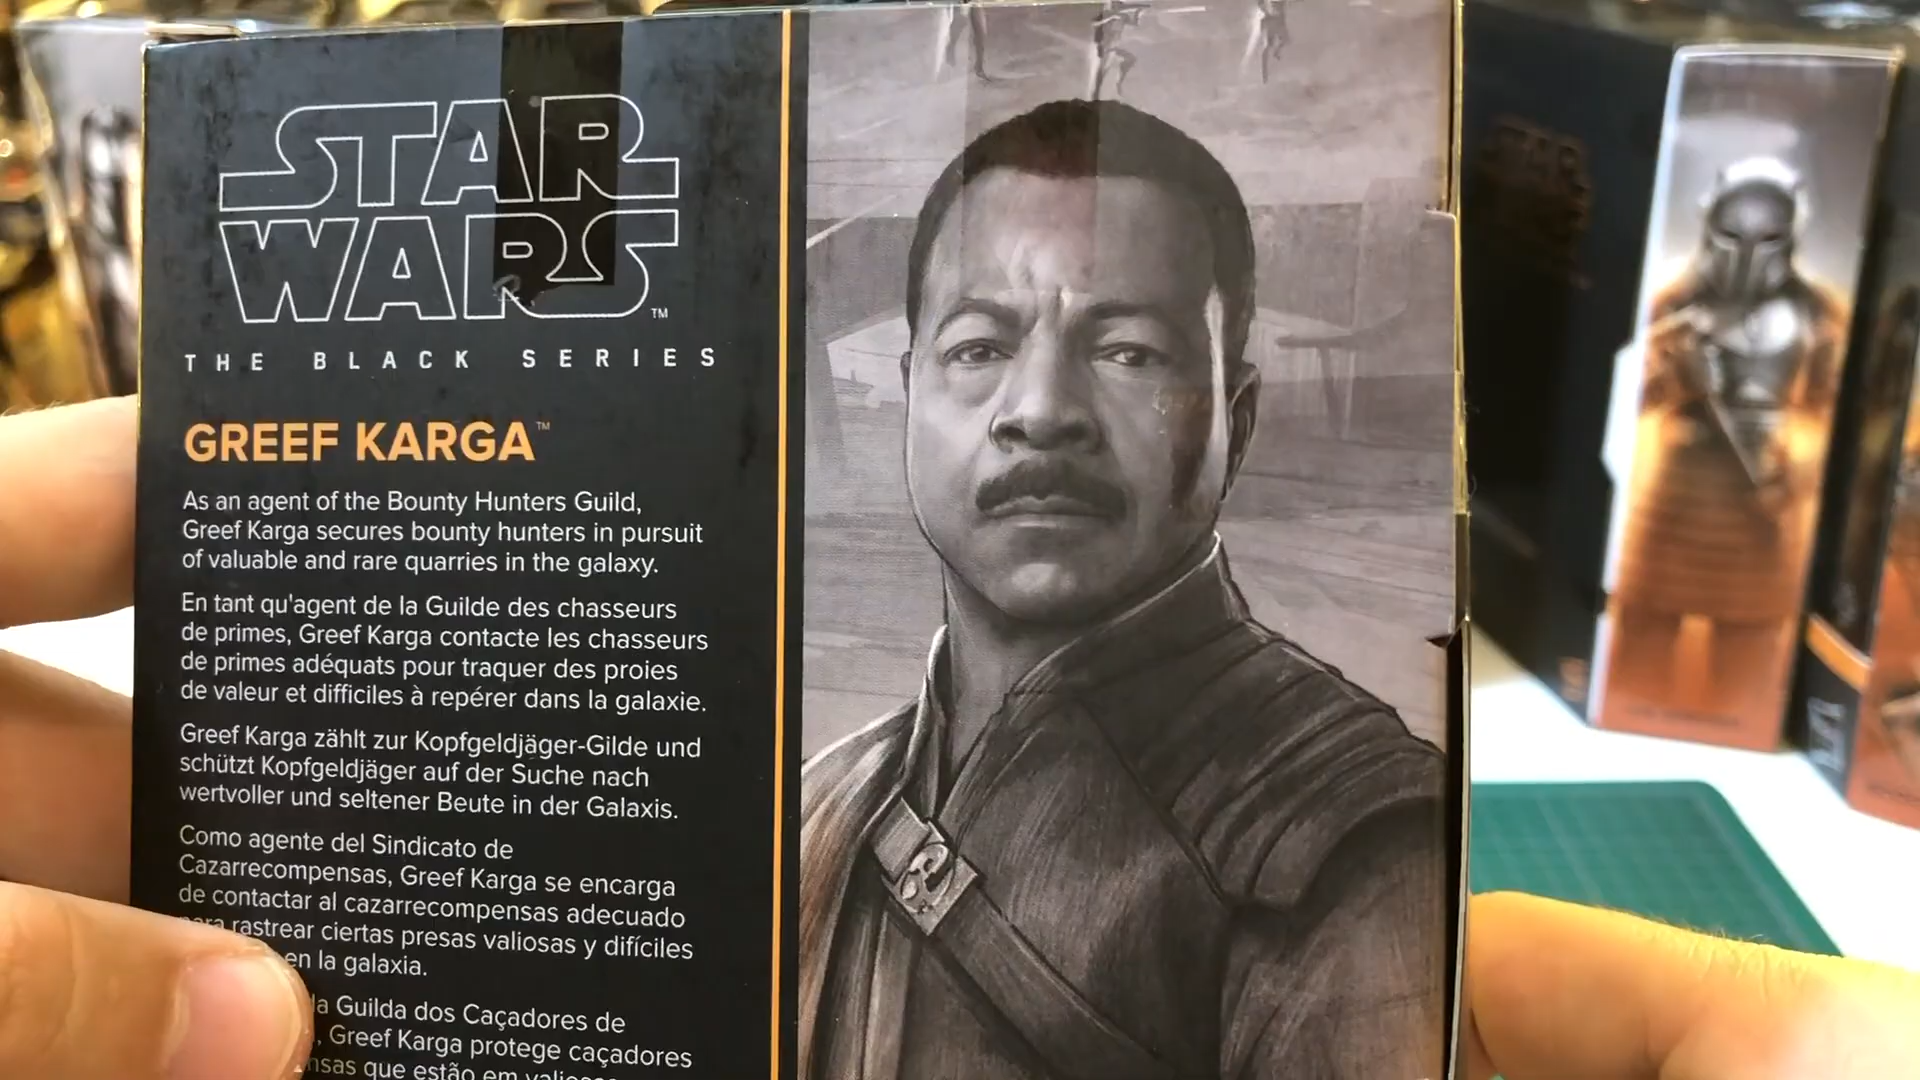 STAR
WARS
TM
THE BLACK SERIES
GREEF KARGA™
As an agent of the Bounty Hunters Guild,
Greef Karga secures bounty hunters in pursuit
of valuable and rare quarries in the galaxy.
En tant qu'agent de la Guilde des chasseurs
de primes, Greef Karga contacte les chasseurs
de primes adéquats pour traquer des proies
de valeur et difficiles à repérer dans la galaxie.
Greef Karga zählt zur Kopfgeldjäger-Gilde und
schützt Kopfgeldjäger auf der Suche nach
wertvoller und seltener Beute in der Galaxis.
Como agente del Sindicato de
Cazarrecompensas, Greef Karga se encarga
de contactar al cazarrecompensas adecuado
para rastrear ciertas presas valiosas y difíciles
en la galaxia.
la Guilda dos Caçadores de
, Greef Karga protege caçadores
que estão em